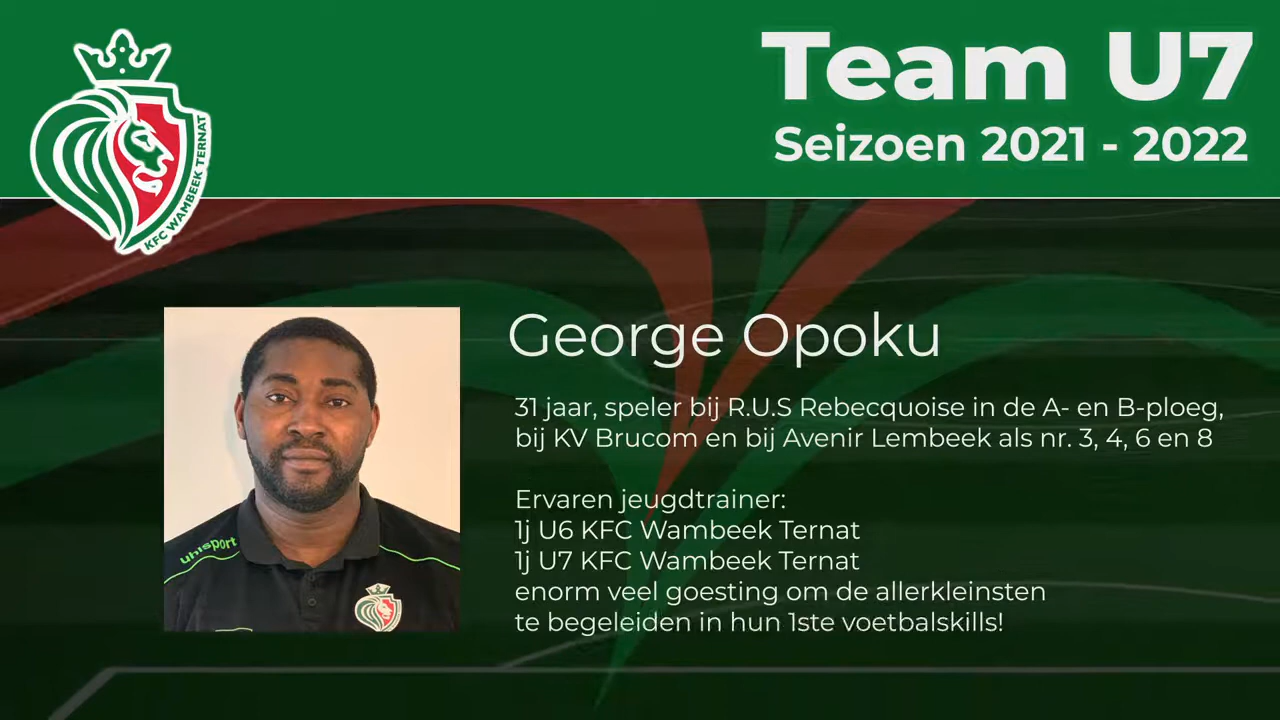 Team U7
Seizoen 2021 - 2022
KFC WAMBEEK TERNAT
George Opoku
31 jaar, speler bij R.U.S Rebecquoise in de A- en B-ploeg,
bij KV Brucom en bij Avenir Lembeek als nr. 3, 4, 6 en 8
Ervaren jeugdtrainer:
1j U6 KFC Wambeek Ternat
1j U7 KFC Wambeek Ternat
enorm veel goesting om de allerkleinsten
te begeleiden in hun 1ste voetbalskills!
uhlsport